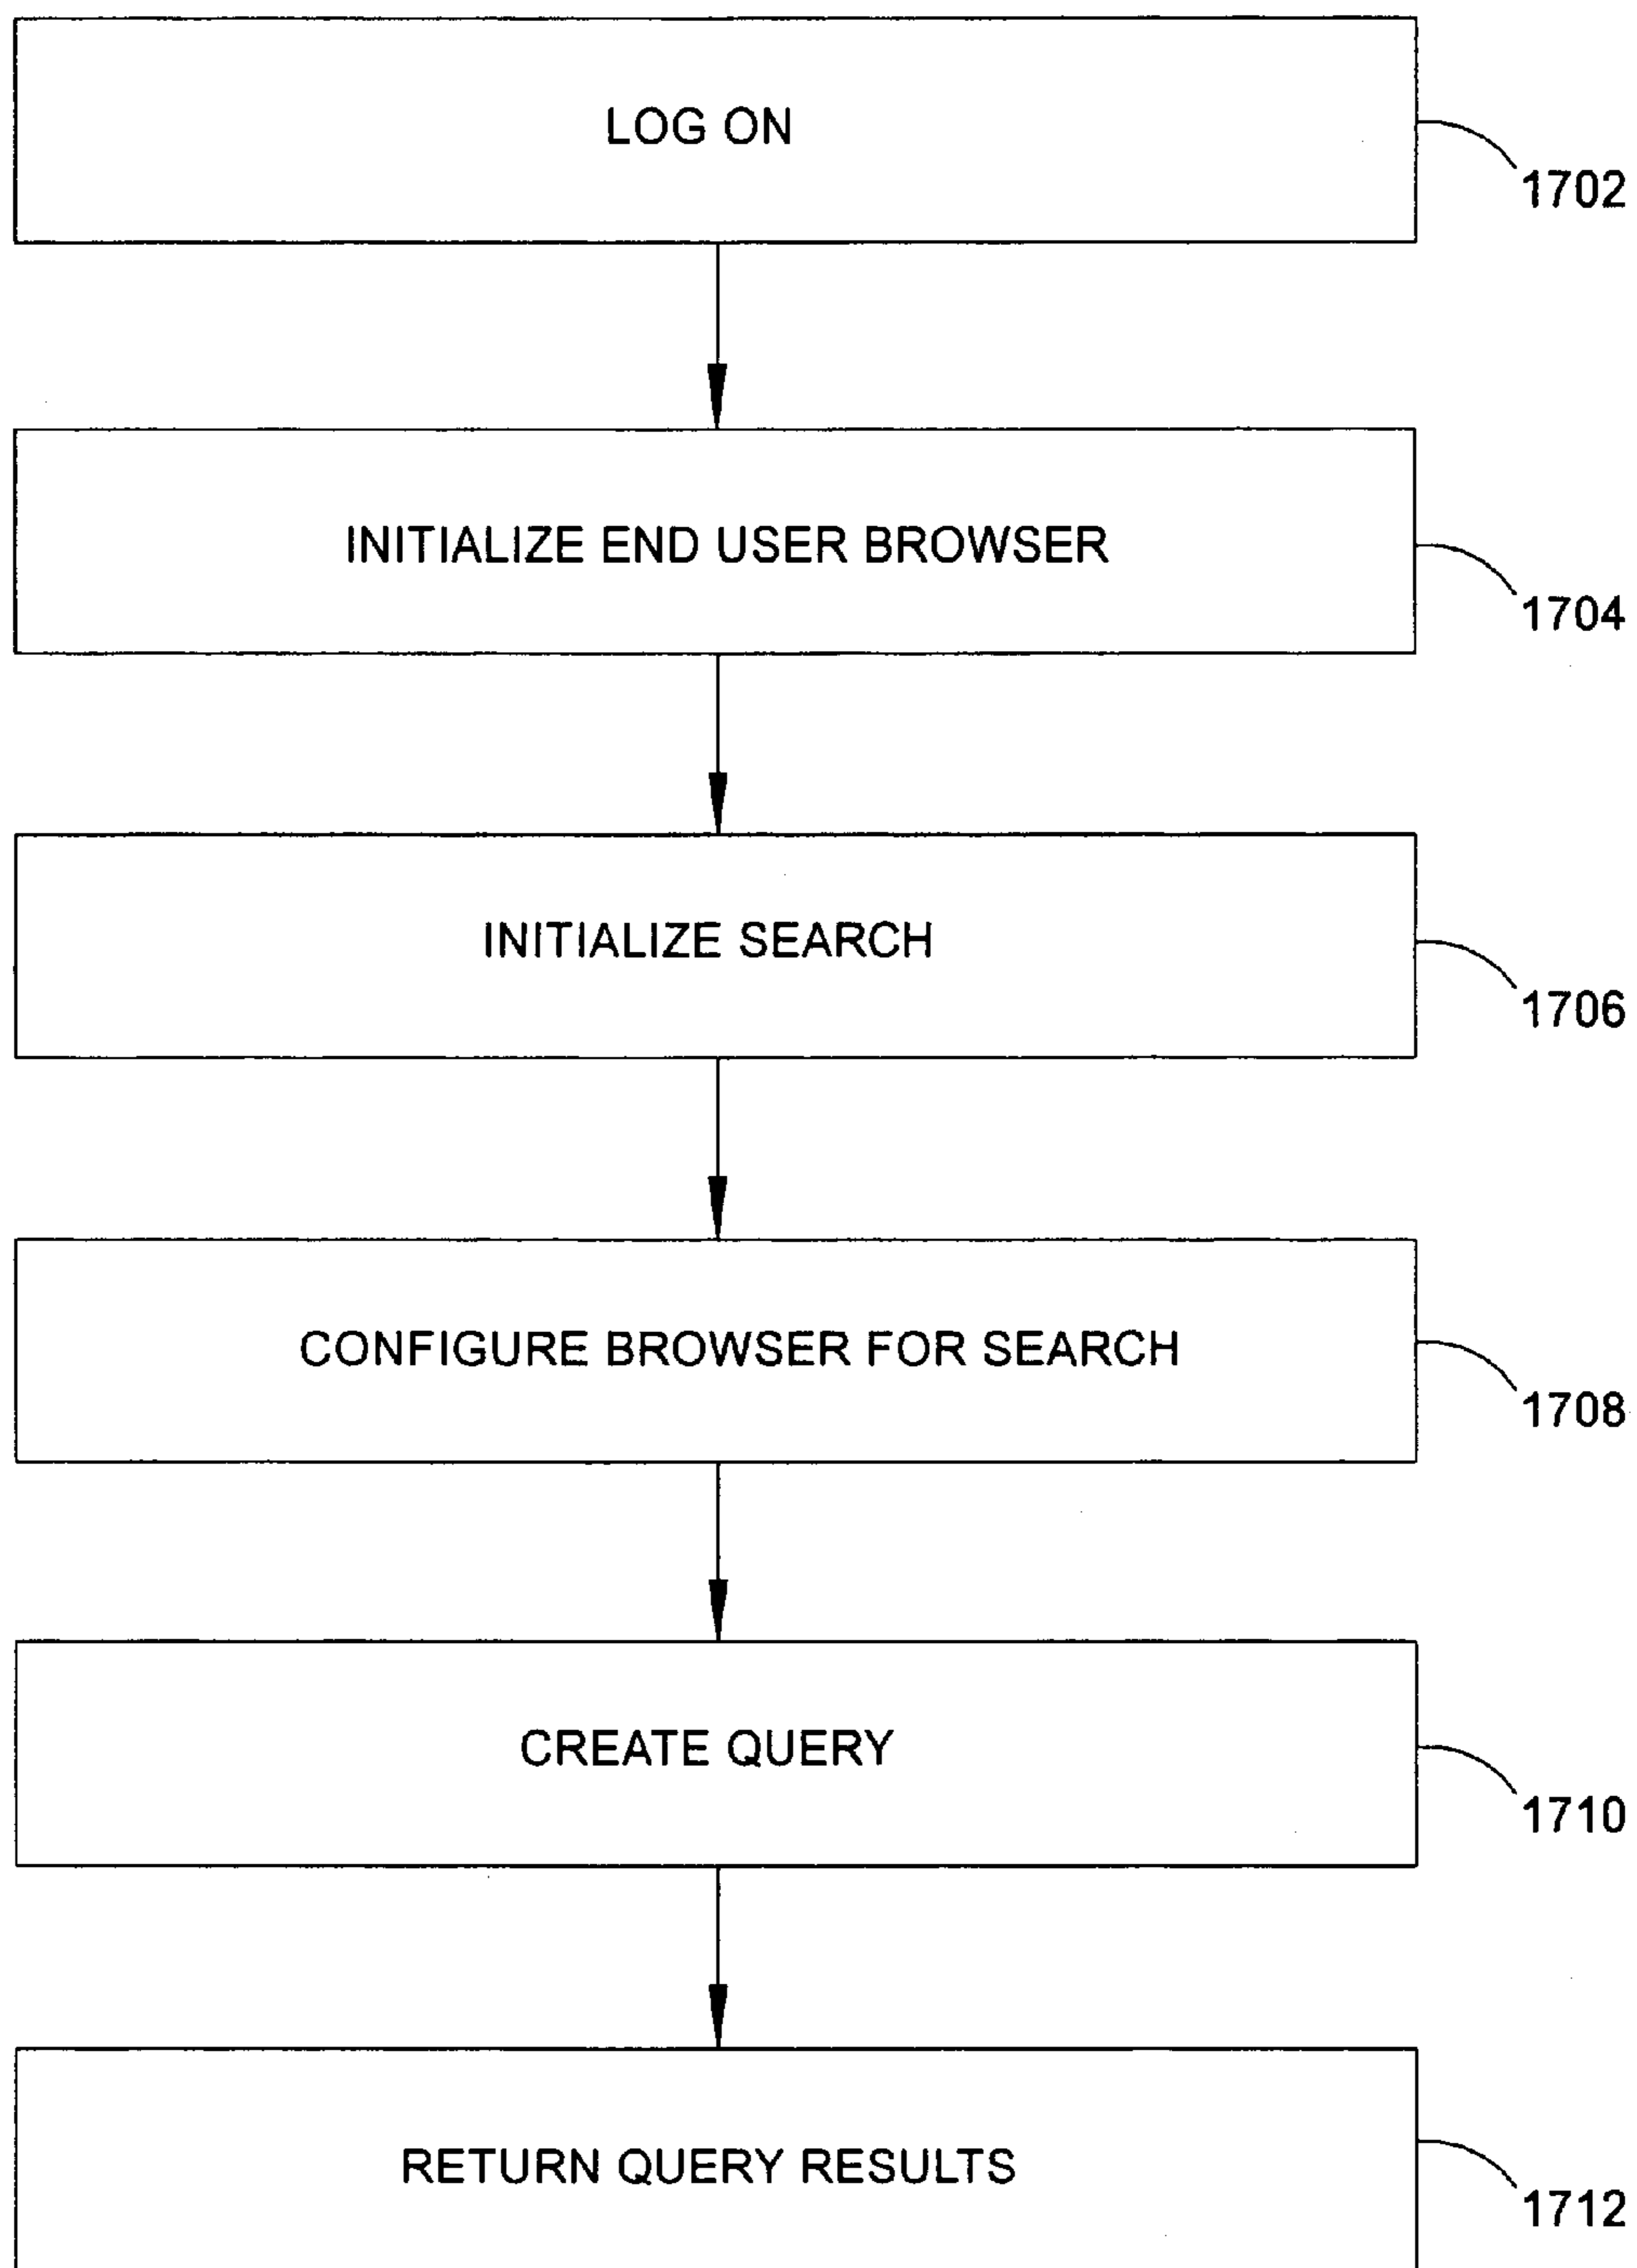 LOG ON
1702
INITIALIZE END USER BROWSER
1704
INITIALIZE SEARCH
1706
CONFIGURE BROWSER FOR SEARCH
1708
CREATE QUERY
1710
RETURN QUERY RESULTS
1712